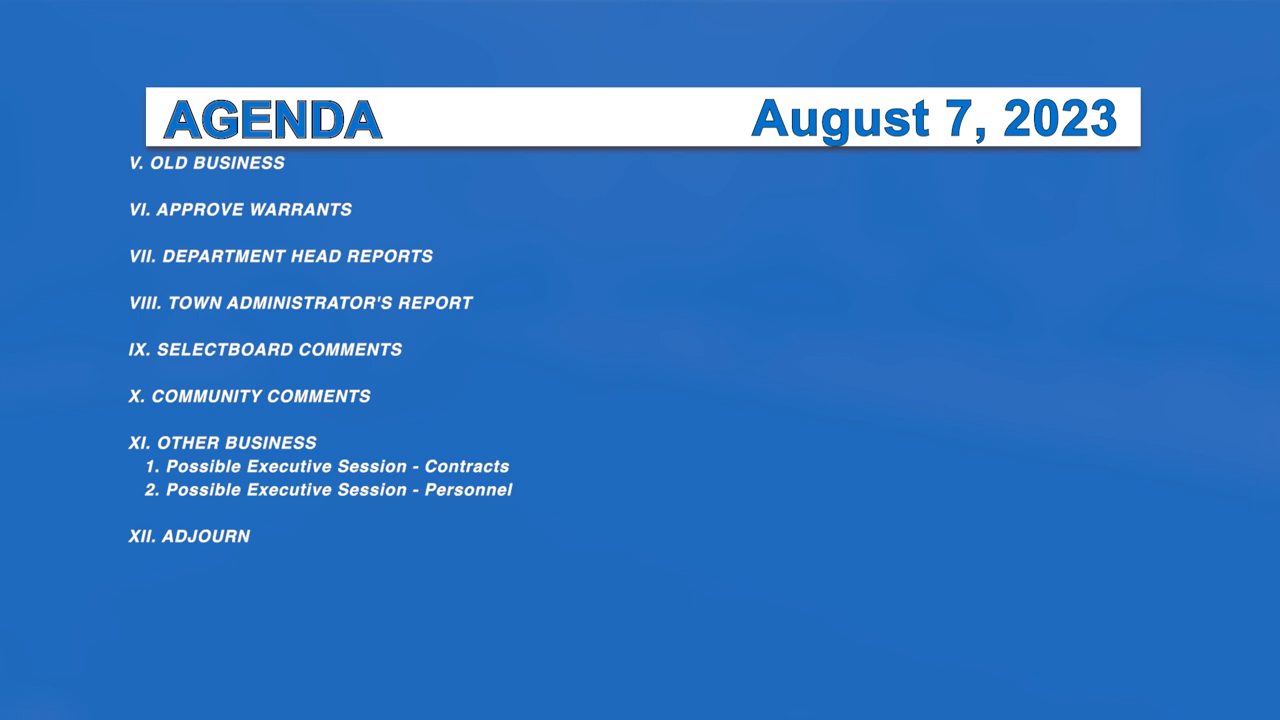 AGENDA August 7, 2023
V. OLD BUSINESS
VI. APPROVE WARRANTS
VII. DEPARTMENT HEAD REPORTS
VIII. TOWN ADMINISTRATOR'S REPORT
IX. SELECTBOARD COMMENTS
X. COMMUNITY COMMENTS
XI. OTHER BUSINESS
1. Possible Executive Session - Contracts
2. Possible Executive Session - Personnel
XII. ADJOURN